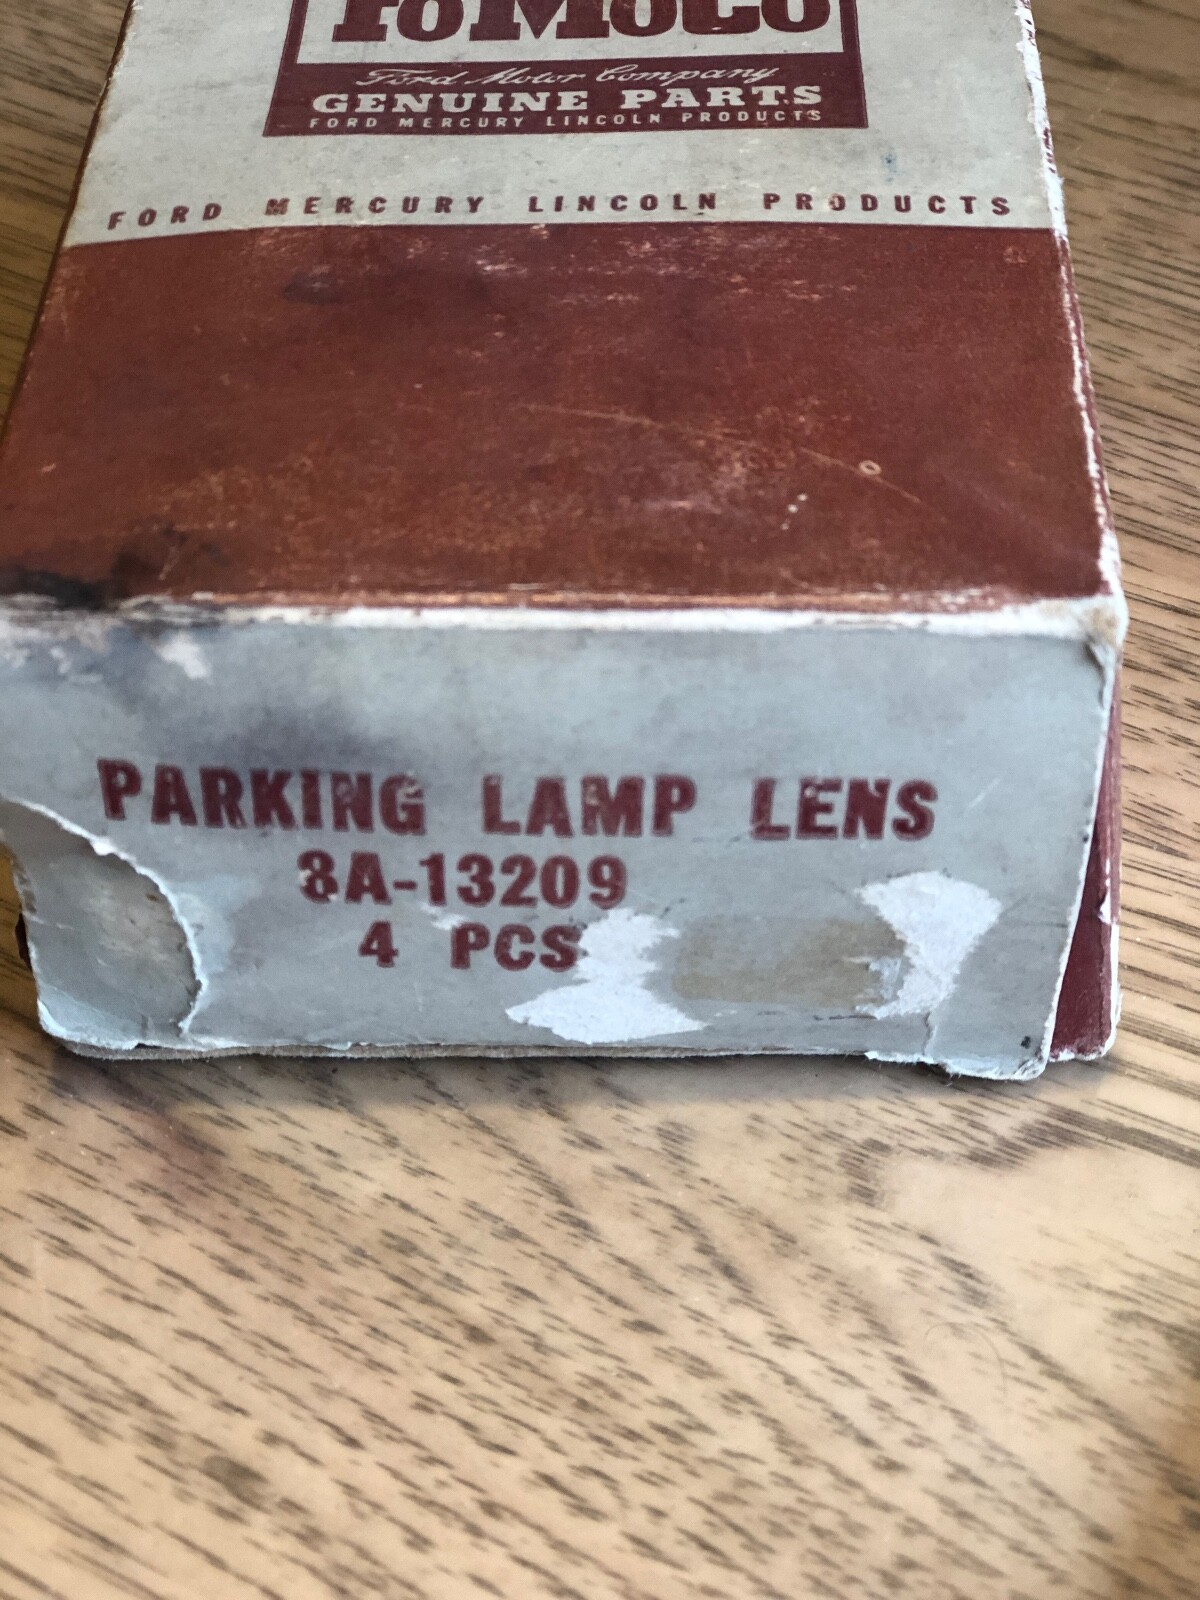 FoMoCo
Ford Motor Company
GENUINE PARTS
FORD MERCURY LINCOLN PRODUCTS
FORD MERCURY LINCOLN PRODUCTS
PARKING LAMP LENS
8A-13209
4 PCS